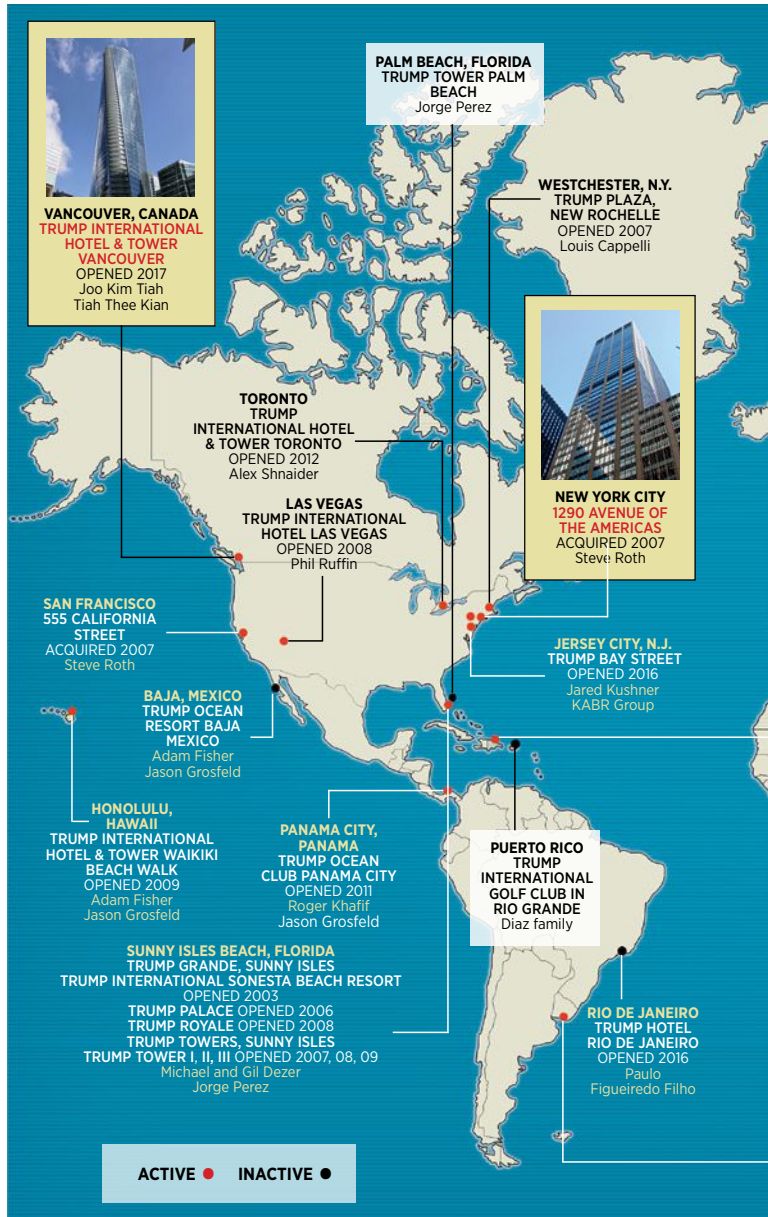 PALM BEACH, FLORIDA
TRUMP TOWER PALM
BEACH
Jorge Perez
VANCOUVER, CANADA
TRUMP INTERNATIONAL
HOTEL & TOWER
VANCOUVER
OPENED 2017
Joo Kim Tiah
Tiah Thee Kian
WESTCHESTER, N.Y.
TRUMP PLAZA,
NEW ROCHELLE
OPENED 2007
Louis Cappelli
TORONTO
TRUMP
INTERNATIONAL HOTEL
& TOWER TORONTO
OPENED 2012
Alex Shnaider
NEW YORK CITY
1290 AVENUE OF
THE AMERICAS
ACQUIRED 2007
Steve Roth
LAS VEGAS
TRUMP INTERNATIONAL
HOTEL LAS VEGAS
OPENED 2008
Phil Ruffin
SAN FRANCISCO
555 CALIFORNIA
STREET
ACQUIRED 2007
Steve Roth
JERSEY CITY, N.J.
TRUMP BAY STREET
OPENED 2016
Jared Kushner
KABR Group
BAJA, MEXICO
TRUMP OCEAN
RESORT BAJA
MEXICO
Adam Fisher
Jason Grosfeld
HONOLULU,
HAWAII
TRUMP INTERNATIONAL
HOTEL & TOWER WAIKIKI
BEACH WALK
OPENED 2009
Adam Fisher
Jason Grosfeld
PANAMA CITY,
PANAMA
TRUMP OCEAN
CLUB PANAMA CITY
OPENED 2011
Roger Khafif
Jason Grosfeld
PUERTO RICO
TRUMP
INTERNATIONAL
GOLF CLUB IN
RIO GRANDE
Diaz family
SUNNY ISLES BEACH, FLORIDA
TRUMP GRANDE, SUNNY ISLES
TRUMP INTERNATIONAL SONESTA BEACH RESORT
OPENED 2003
TRUMP PALACE OPENED 2006
TRUMP ROYALE OPENED 2008
TRUMP TOWERS, SUNNY ISLES
TRUMP TOWER I, II, III OPENED 2007, 08, 09
Michael and Gil Dezer
Jorge Perez
RIO DE JANEIRO
TRUMP HOTEL
RIO DE JANEIRO
OPENED 2016
Paulo
Figueiredo Filho
ACTIVE INACTIVE